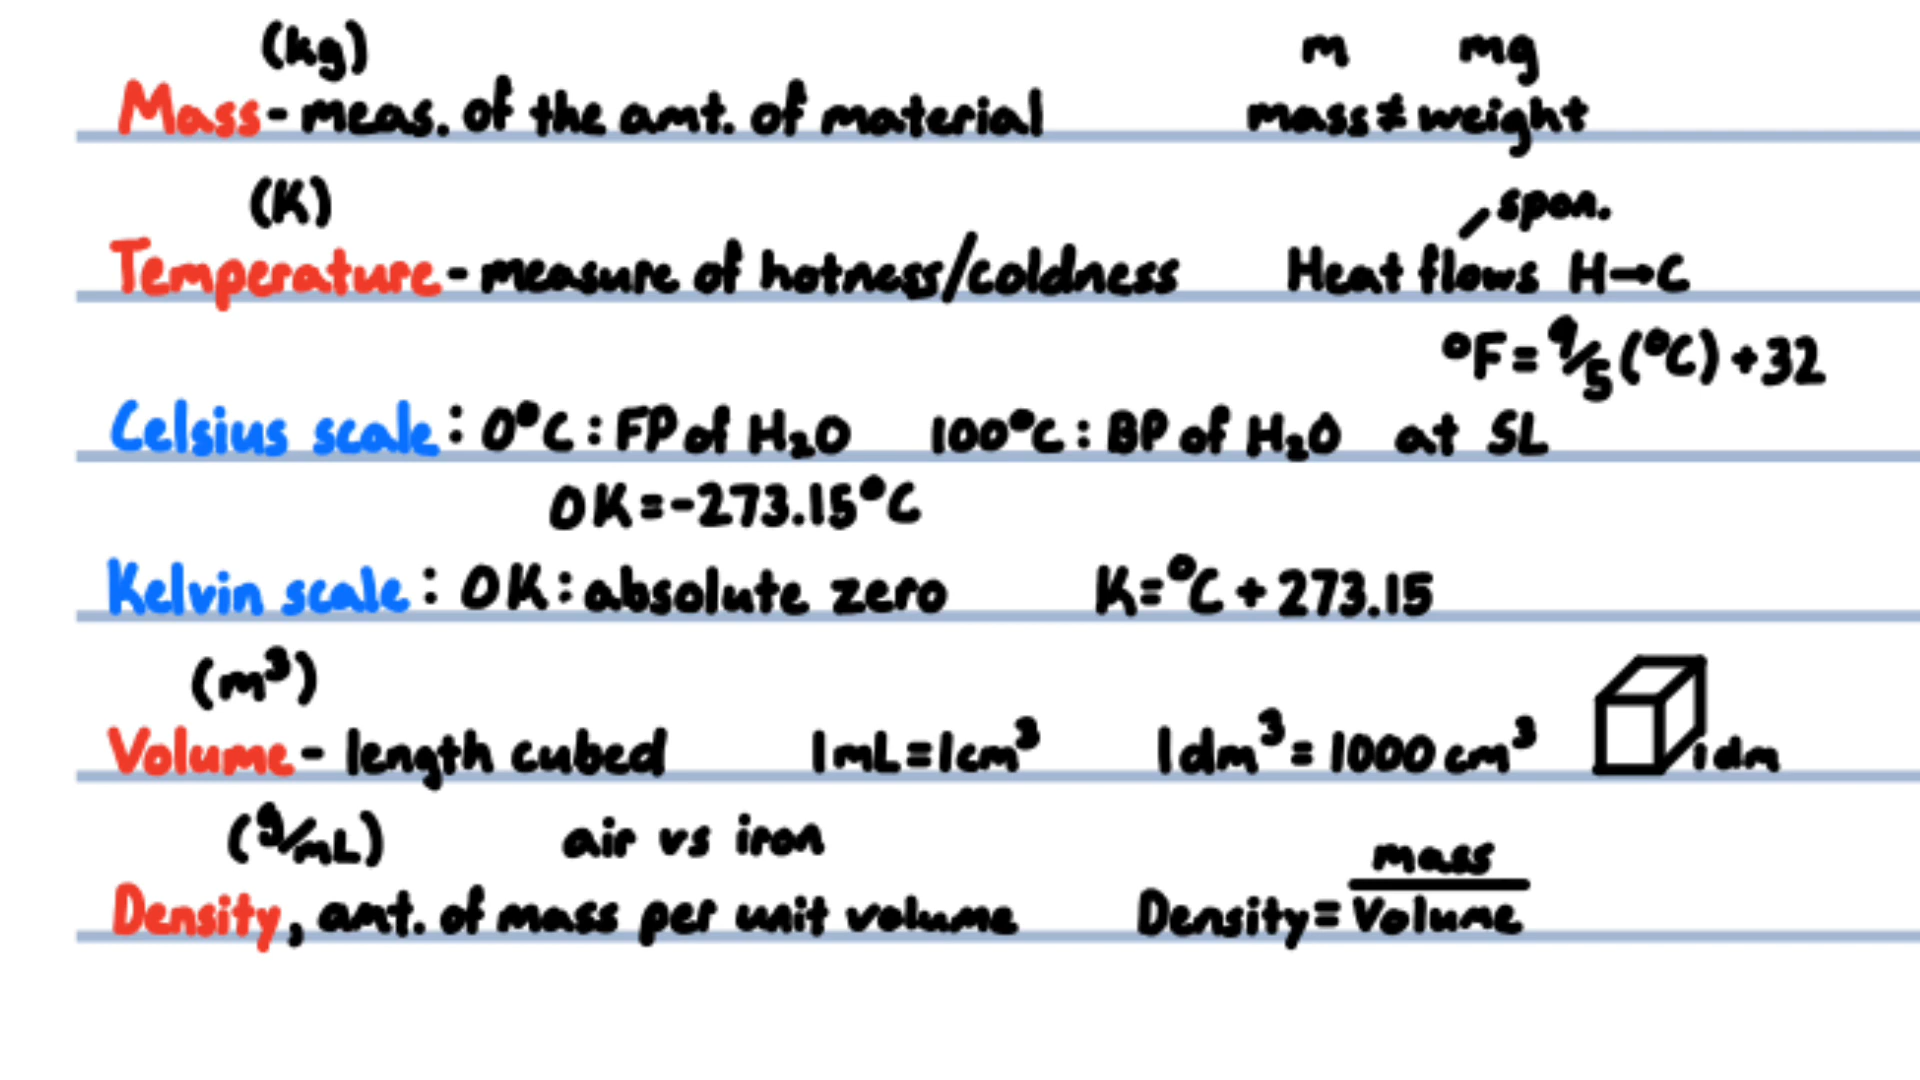 (kg) m mg
Mass - meas. of the amt. of material mass ≠ weight
(K) spon.
Temperature - measure of hotness/coldness Heat flows H→C
°F = 9/5 (°C) + 32
Celsius scale : 0°C : FP of H₂O 100°C : BP of H₂O at SL
0K = -273.15°C
Kelvin scale : 0K : absolute zero K = °C + 273.15
(m³)
Volume - length cubed 1mL = 1cm³ 1dm³ = 1000 cm³ 1dm
(g/mL) air vs iron mass
Density, amt. of mass per unit volume Density = Volume